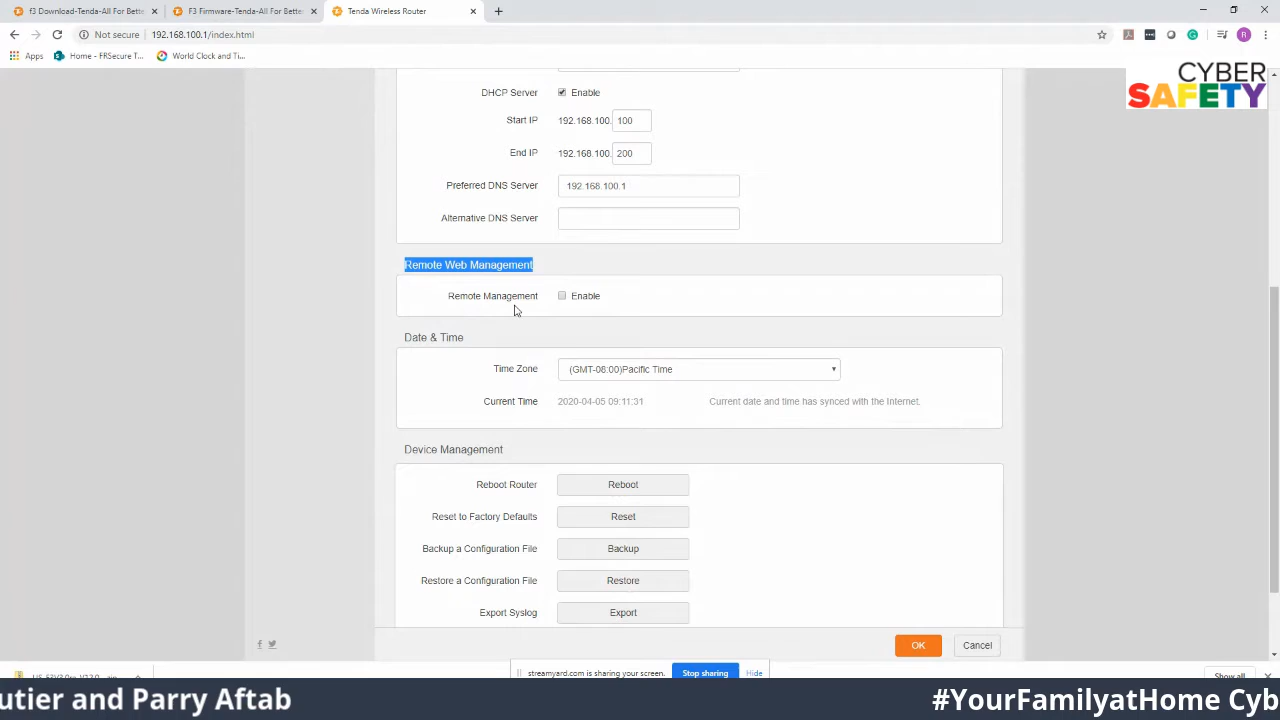 f3 Download-Tenda-All For Bette
F3 Firmware-Tenda-All For Better
Tenda Wireless Router
Not secure
192.168.100.1/index.html
R
Apps
Home - FRSecure T...
World Clock and Ti...
CYBER
SAFETY
DHCP Server
Enable
Start IP
192.168.100.
100
End IP
192.168.100.
200
Preferred DNS Server
192.168.100.1
Alternative DNS Server
Remote Web Management
Remote Management
Enable
Date & Time
Time Zone
(GMT-08:00)Pacific Time
Current Time
2020-04-05 09:11:31
Current date and time has synced with the Internet.
Device Management
Reboot Router
Reboot
Reset to Factory Defaults
Reset
Backup a Configuration File
Backup
Restore a Configuration File
Restore
Export Syslog
Export
OK
Cancel
streamyard.com is sharing your screen.
Stop sharing
Hide
Show all
utier and Parry Aftab
#YourFamilyatHome Cyb